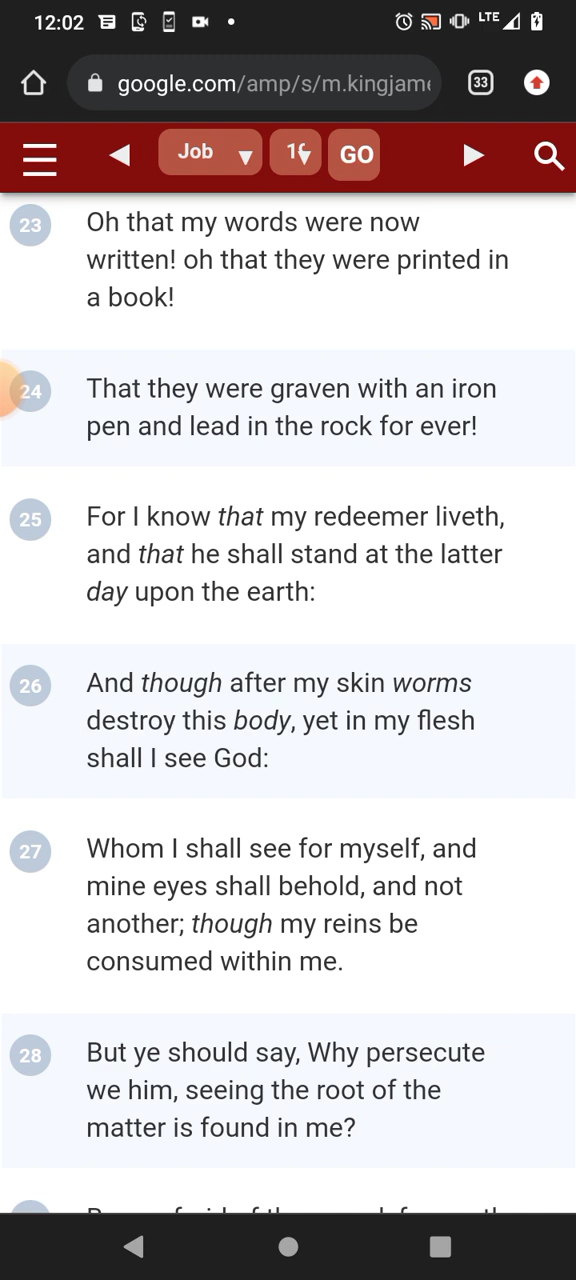 12:02 LTE
google.com/amp/s/m.kingjame 33
Job GO
23 Oh that my words were now
written! oh that they were printed in
a book!
24 That they were graven with an iron
pen and lead in the rock for ever!
25 For I know that my redeemer liveth,
and that he shall stand at the latter
day upon the earth:
26 And though after my skin worms
destroy this body, yet in my flesh
shall I see God:
27 Whom I shall see for myself, and
mine eyes shall behold, and not
another; though my reins be
consumed within me.
28 But ye should say, Why persecute
we him, seeing the root of the
matter is found in me?